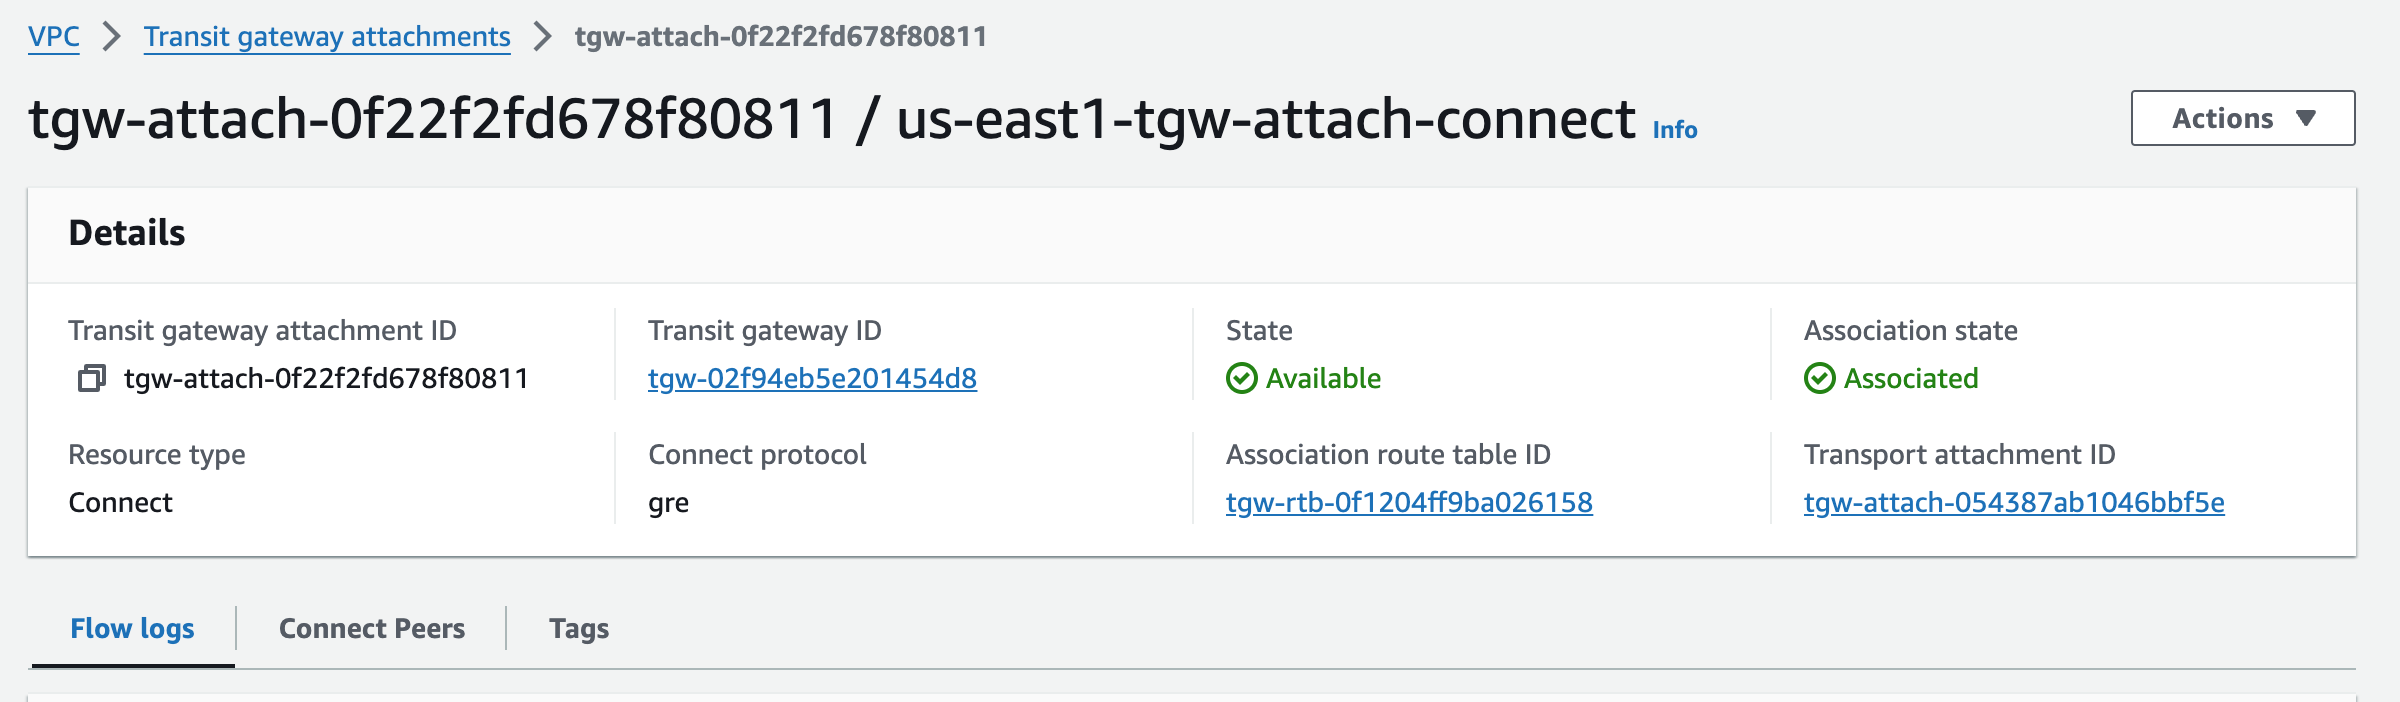 VPC > Transit gateway attachments > tgw-attach-0f22f2fd678f80811
tgw-attach-0f22f2fd678f80811 / us-east1-tgw-attach-connect Info
Actions
Details
Transit gateway attachment ID
tgw-attach-0f22f2fd678f80811
Transit gateway ID
tgw-02f94eb5e201454d8
State
Available
Association state
Associated
Resource type
Connect
Connect protocol
gre
Association route table ID
tgw-rtb-0f1204ff9ba026158
Transport attachment ID
tgw-attach-054387ab1046bbf5e
Flow logs
Connect Peers
Tags